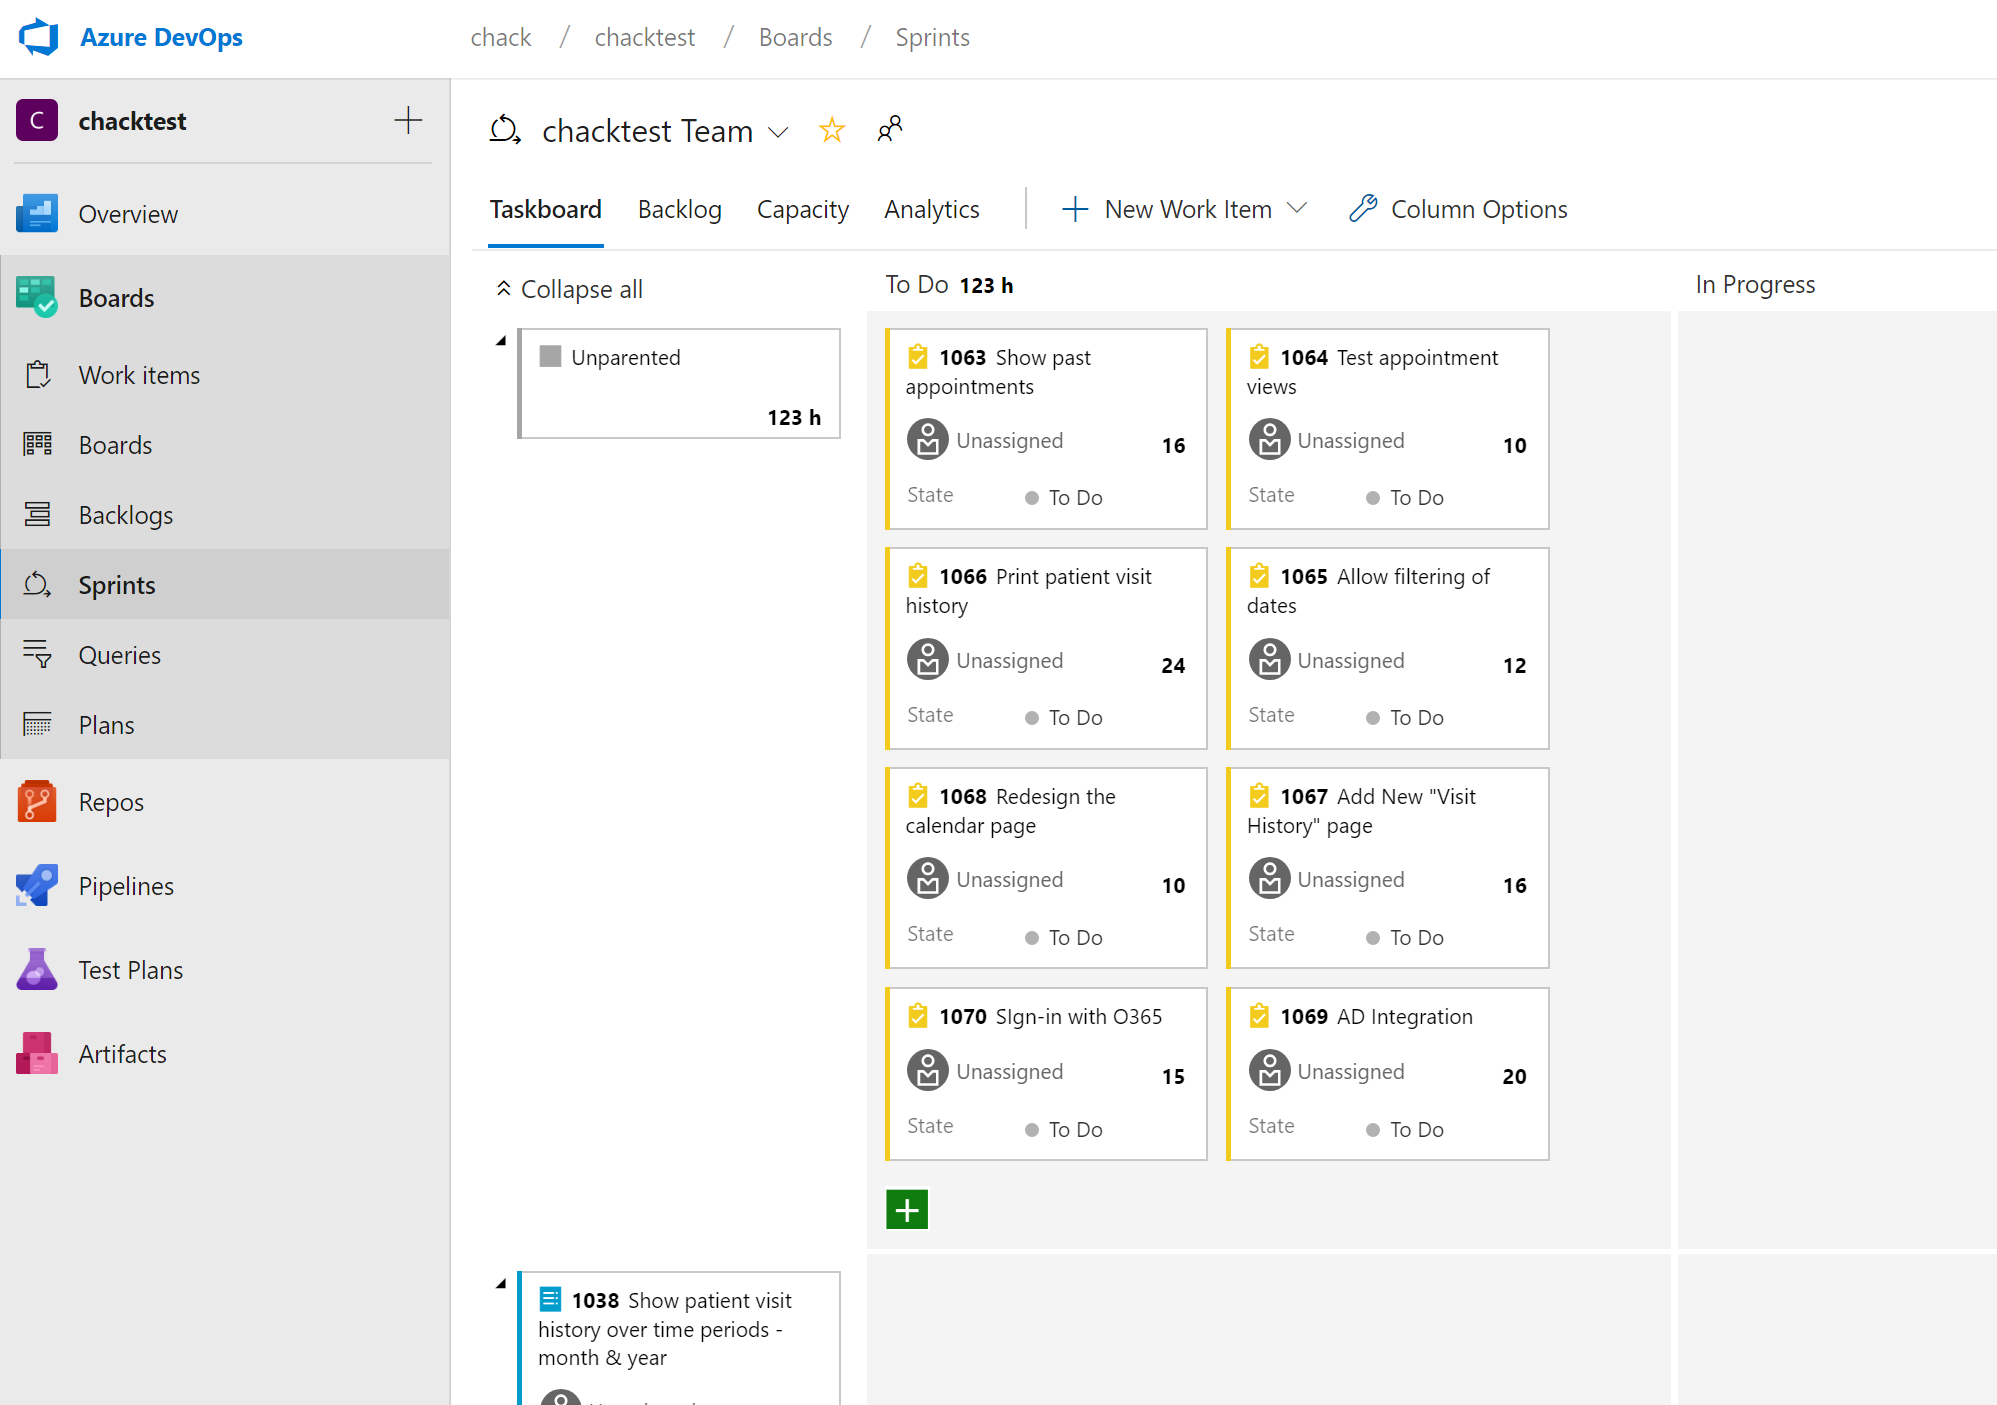 Azure DevOps
chack / chacktest / Boards / Sprints
C chacktest
Overview
Boards
Work items
Boards
Backlogs
Sprints
Queries
Plans
Repos
Pipelines
Test Plans
Artifacts
chacktest Team
Taskboard Backlog Capacity Analytics New Work Item Column Options
Collapse all
To Do 123 h
In Progress
Unparented
123 h
1063 Show past
appointments
Unassigned 16
State To Do
1064 Test appointment
views
Unassigned 10
State To Do
1066 Print patient visit
history
Unassigned 24
State To Do
1065 Allow filtering of
dates
Unassigned 12
State To Do
1068 Redesign the
calendar page
Unassigned 10
State To Do
1067 Add New "Visit
History" page
Unassigned 16
State To Do
1070 SIgn-in with O365
Unassigned 15
State To Do
1069 AD Integration
Unassigned 20
State To Do
1038 Show patient visit
history over time periods -
month & year